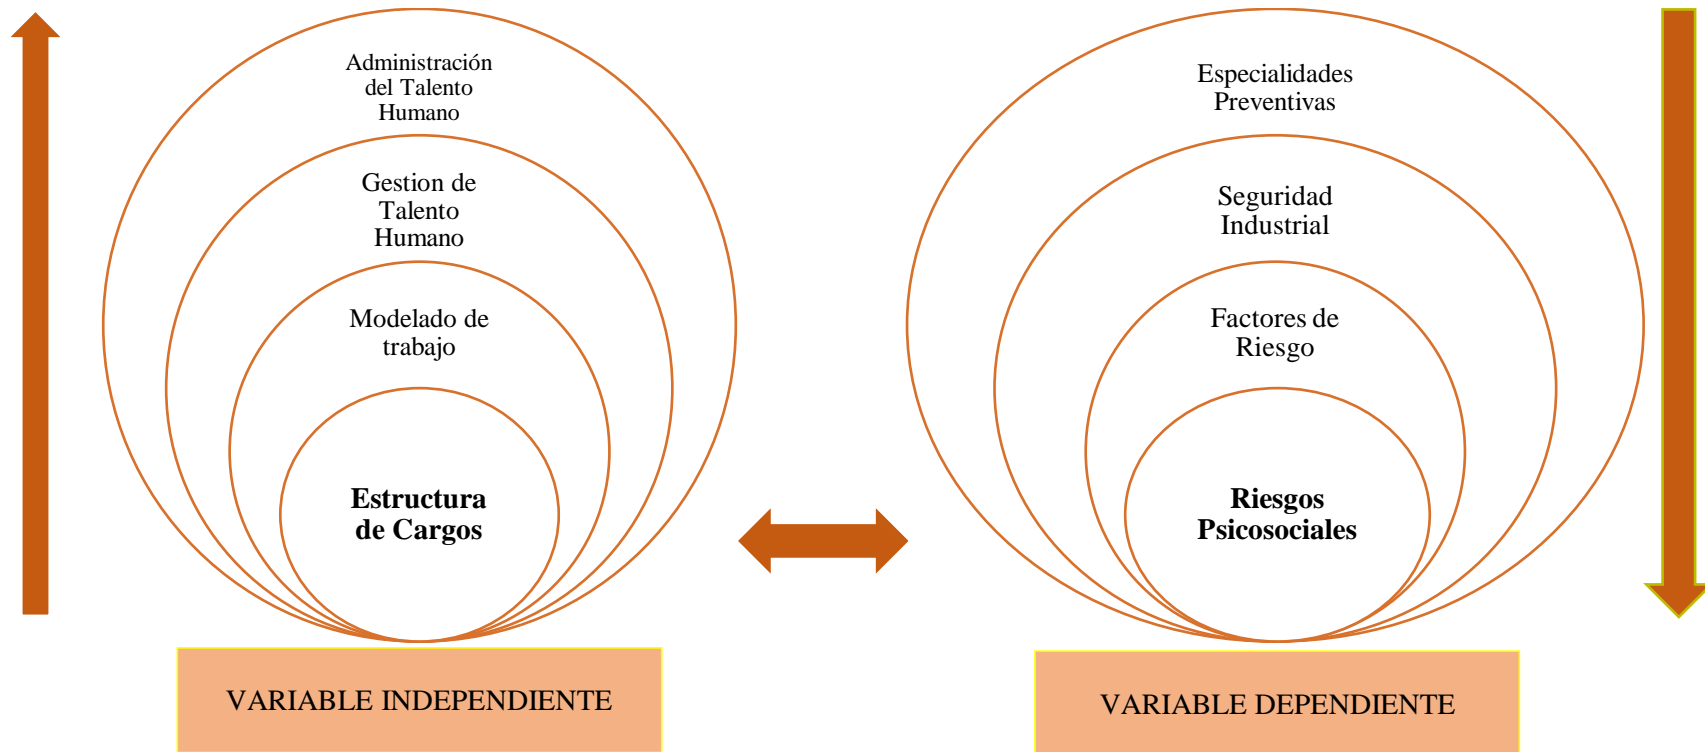 Administración
del Talento
Humano
Gestion de
Talento
Humano
Modelado de
trabajo
Estructura
de Cargos
VARIABLE INDEPENDIENTE
Especialidades
Preventivas
Seguridad
Industrial
Factores de
Riesgo
Riesgos
Psicosociales
VARIABLE DEPENDIENTE